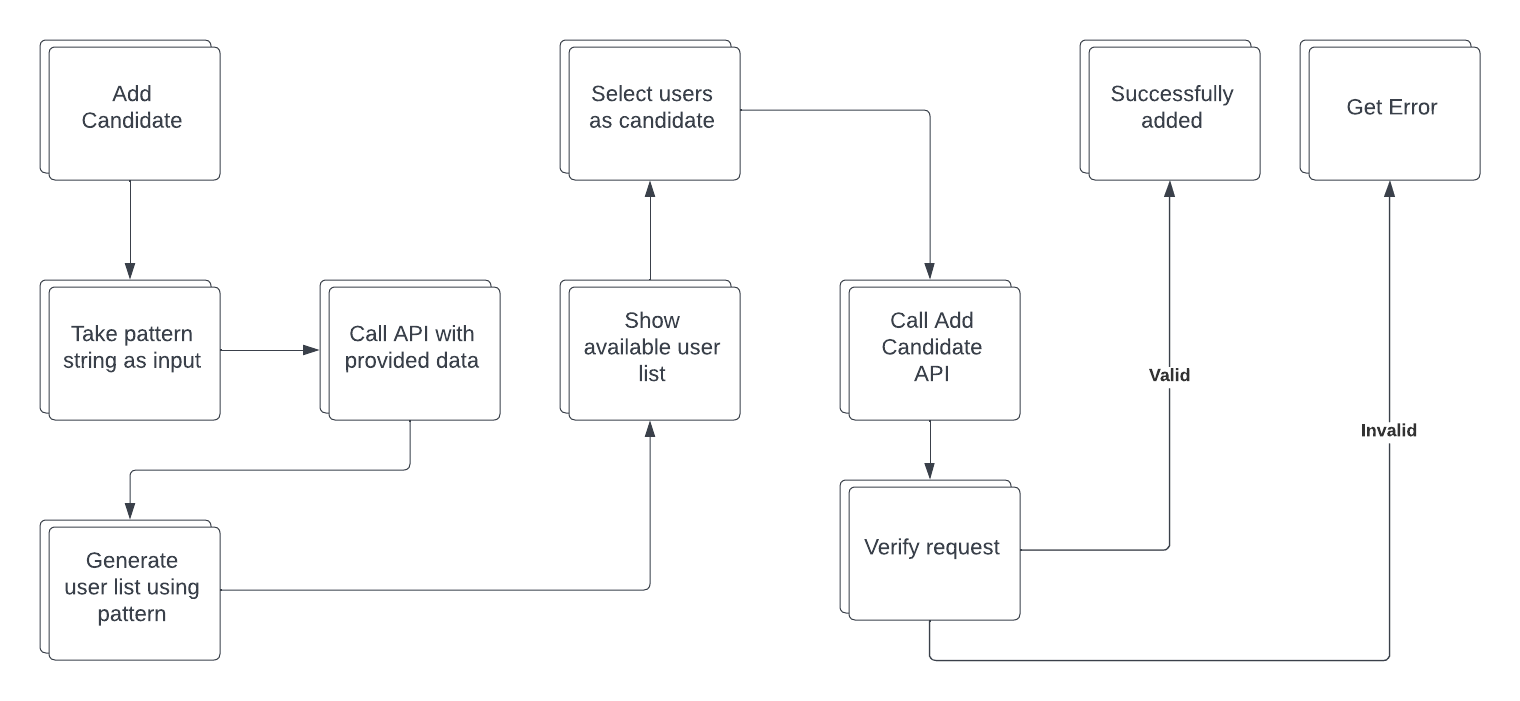 Add
Candidate
Take pattern
string as input
Call API with
provided data
Generate
user list using
pattern
Show
available user
list
Select users
as candidate
Call Add
Candidate
API
Verify request
Valid
Successfully
added
Invalid
Get Error